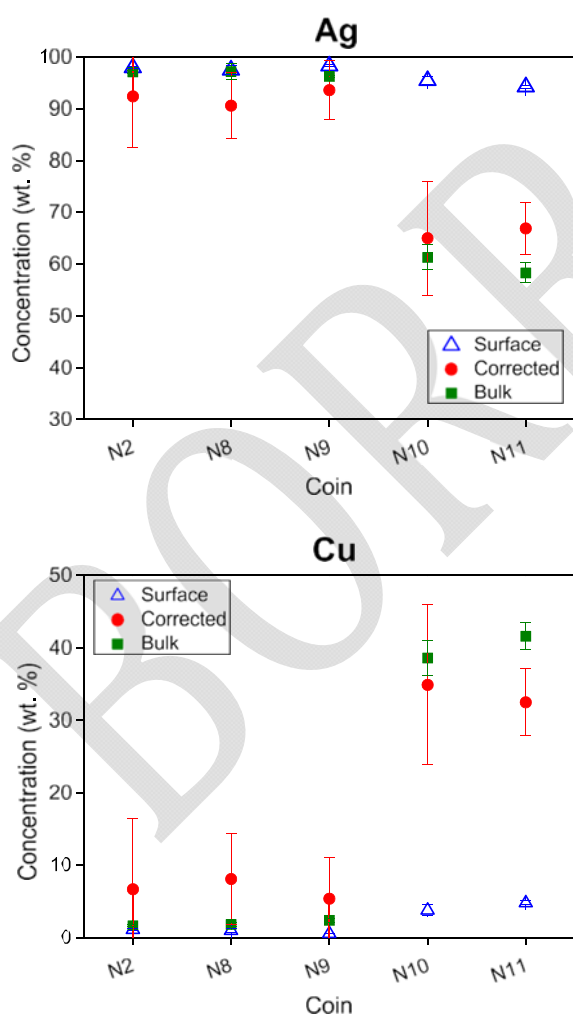 Ag
100
90
80
70
60
50
40
30
Concentration (wt. %)
Surface
Corrected
Bulk
N2 N8 N9 N10 N11
Coin
Cu
50
40
30
20
10
0
Concentration (wt. %)
Surface
Corrected
Bulk
N2 N8 N9 N10 N11
Coin
BORR